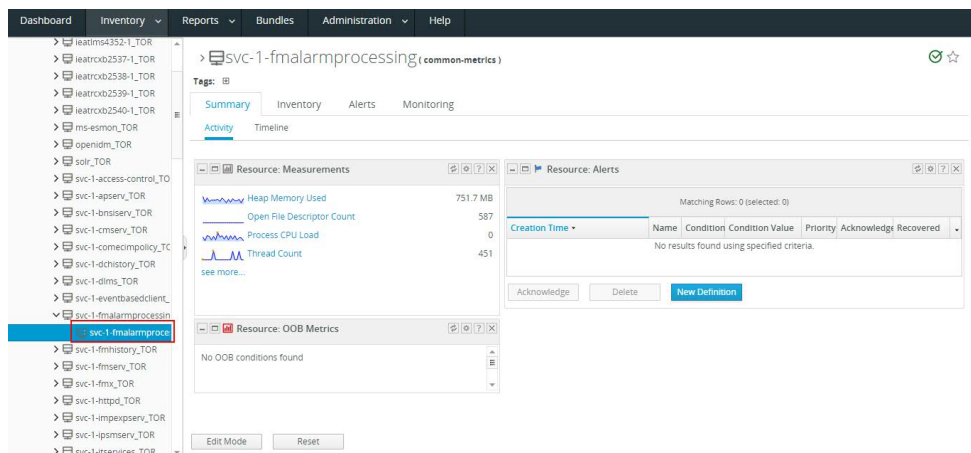 Dashboard Inventory Reports Bundles Administration Help
ieatlms4352-1_TOR
ieatrcxb2537-1_TOR
ieatrcxb2538-1_TOR
ieatrcxb2539-1_TOR
ieatrcxb2540-1_TOR
ms-esmon_TOR
openidm_TOR
solr_TOR
svc-1-access-control_TO
svc-1-apserv_TOR
svc-1-bnsiserv_TOR
svc-1-cmserv_TOR
svc-1-comecimpolicy_TC
svc-1-dchistory_TOR
svc-1-dlms_TOR
svc-1-eventbasedclient_
svc-1-fmalarmprocessin
svc-1-fmalarmproce
svc-1-fmhistory_TOR
svc-1-fmserv_TOR
svc-1-fmx_TOR
svc-1-httpd_TOR
svc-1-impexpserv_TOR
svc-1-ipsmserv_TOR
svc-1-itservices_TOR
svc-1-fmalarmprocessing ( common-metrics )
Tags:
Summary Inventory Alerts Monitoring
Activity Timeline
Resource: Measurements
Heap Memory Used 751.7 MB
Open File Descriptor Count 587
Process CPU Load 0
Thread Count 451
see more...
Resource: OOB Metrics
No OOB conditions found
Resource: Alerts
Matching Rows: 0 (selected: 0)
Creation Time Name Condition Condition Value Priority Acknowledge Recovered
No results found using specified criteria.
Acknowledge Delete New Definition
Edit Mode Reset